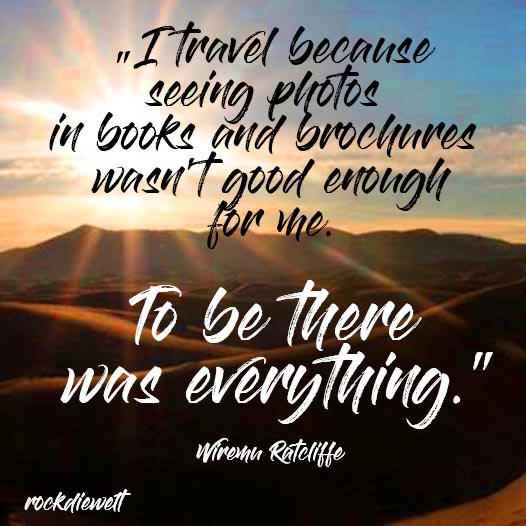 „I travel because
seeing photos
in books and brochures
wasn't good enough
for me.
To be there
was everything."
Wiremu Ratcliffe
rockdiewelt